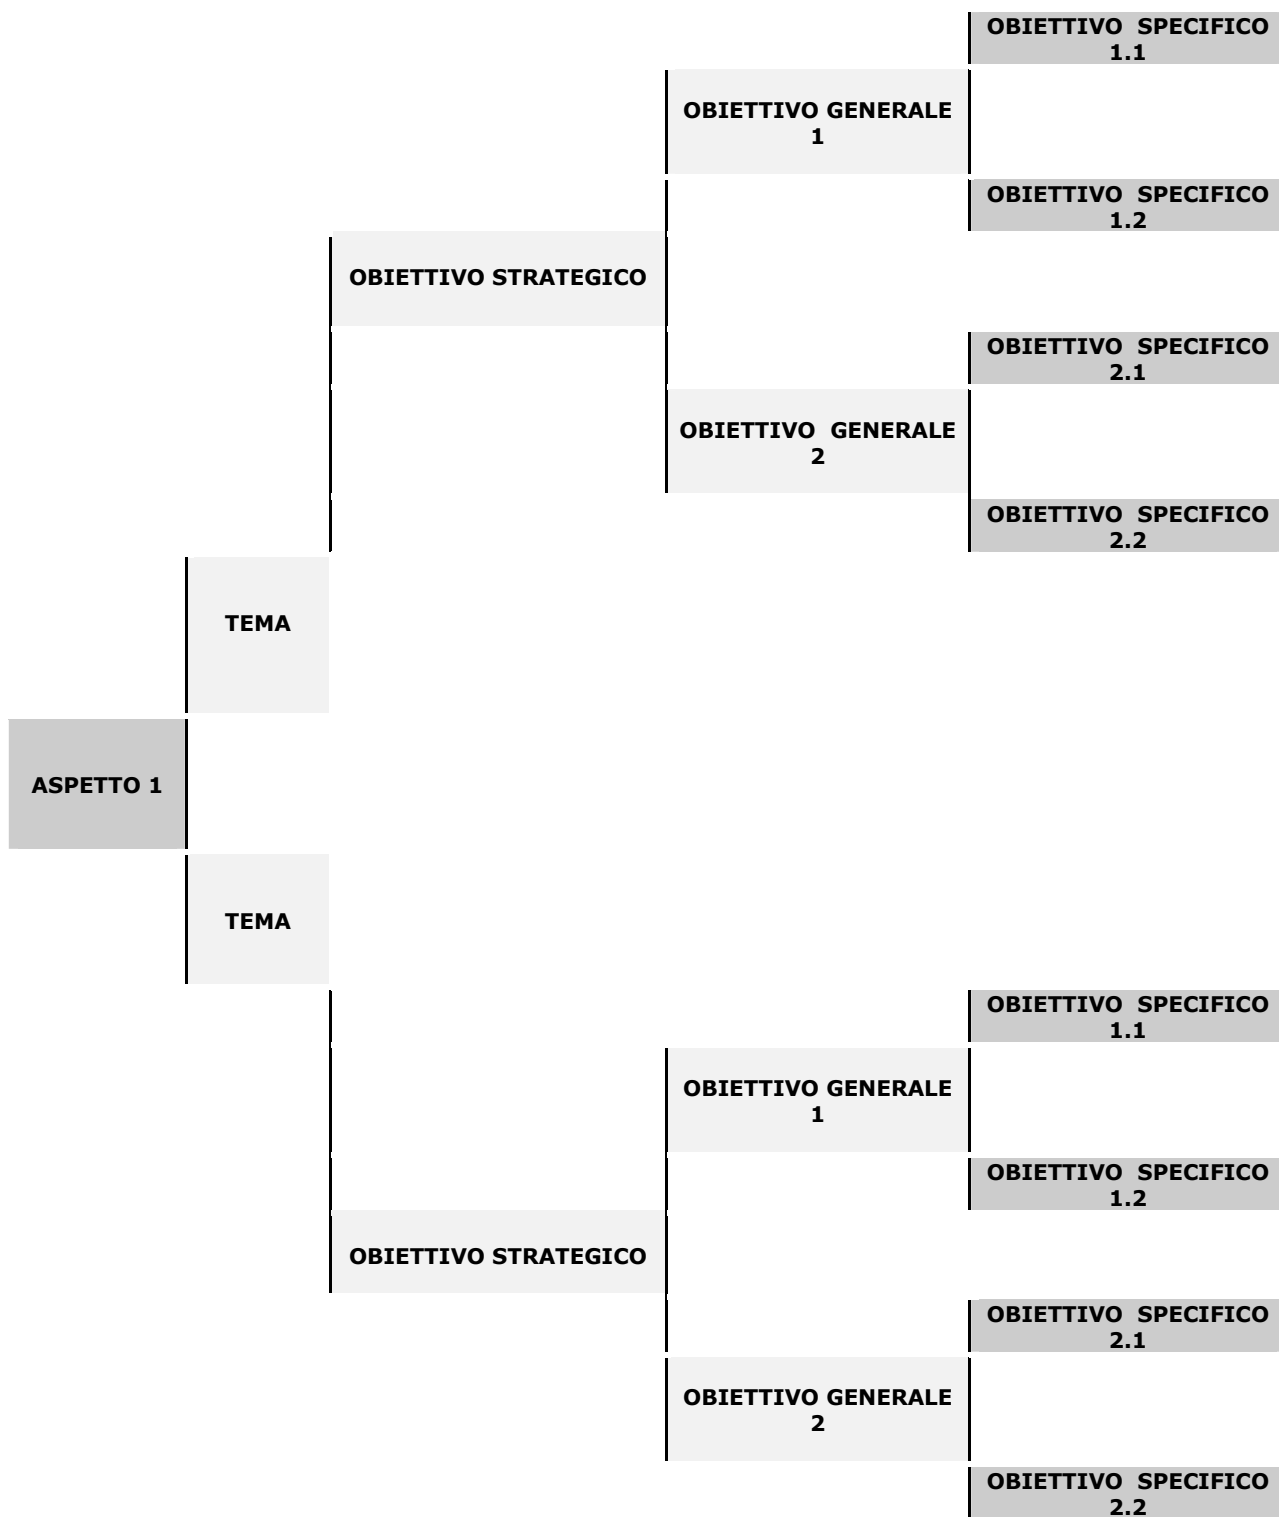 OBIETTIVO SPECIFICO
1.1
OBIETTIVO GENERALE
1
OBIETTIVO SPECIFICO
1.2
OBIETTIVO STRATEGICO
OBIETTIVO SPECIFICO
2.1
OBIETTIVO GENERALE
2
OBIETTIVO SPECIFICO
2.2
TEMA
ASPETTO 1
TEMA
OBIETTIVO SPECIFICO
1.1
OBIETTIVO GENERALE
1
OBIETTIVO SPECIFICO
1.2
OBIETTIVO STRATEGICO
OBIETTIVO SPECIFICO
2.1
OBIETTIVO GENERALE
2
OBIETTIVO SPECIFICO
2.2